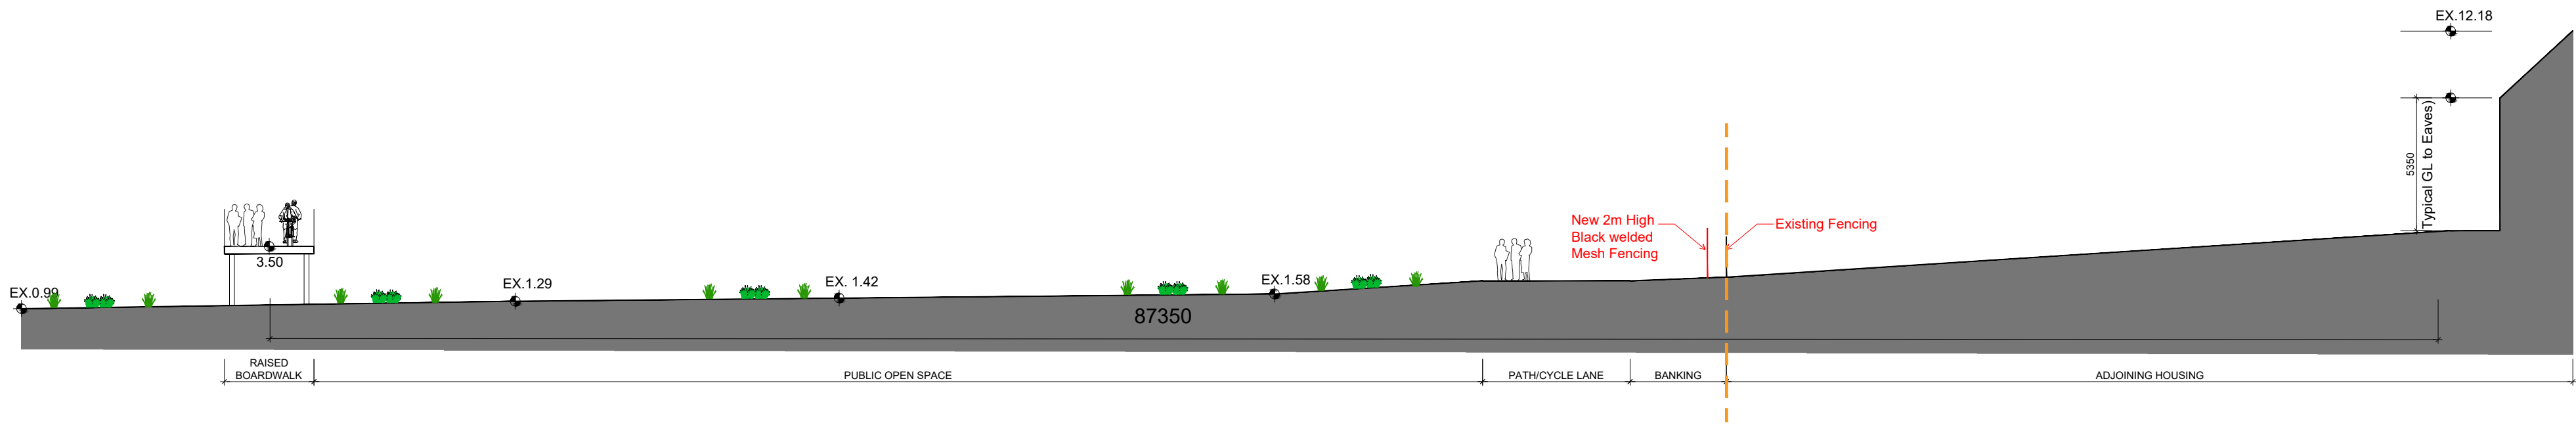 EX.12.18
5350
Typical GL to Eaves)
New 2m High
Black welded
Mesh Fencing
Existing Fencing
3.50
EX.0.99
EX.1.29
EX. 1.42
EX.1.58
87350
RAISED
BOARDWALK
PUBLIC OPEN SPACE
PATH/CYCLE LANE
BANKING
ADJOINING HOUSING